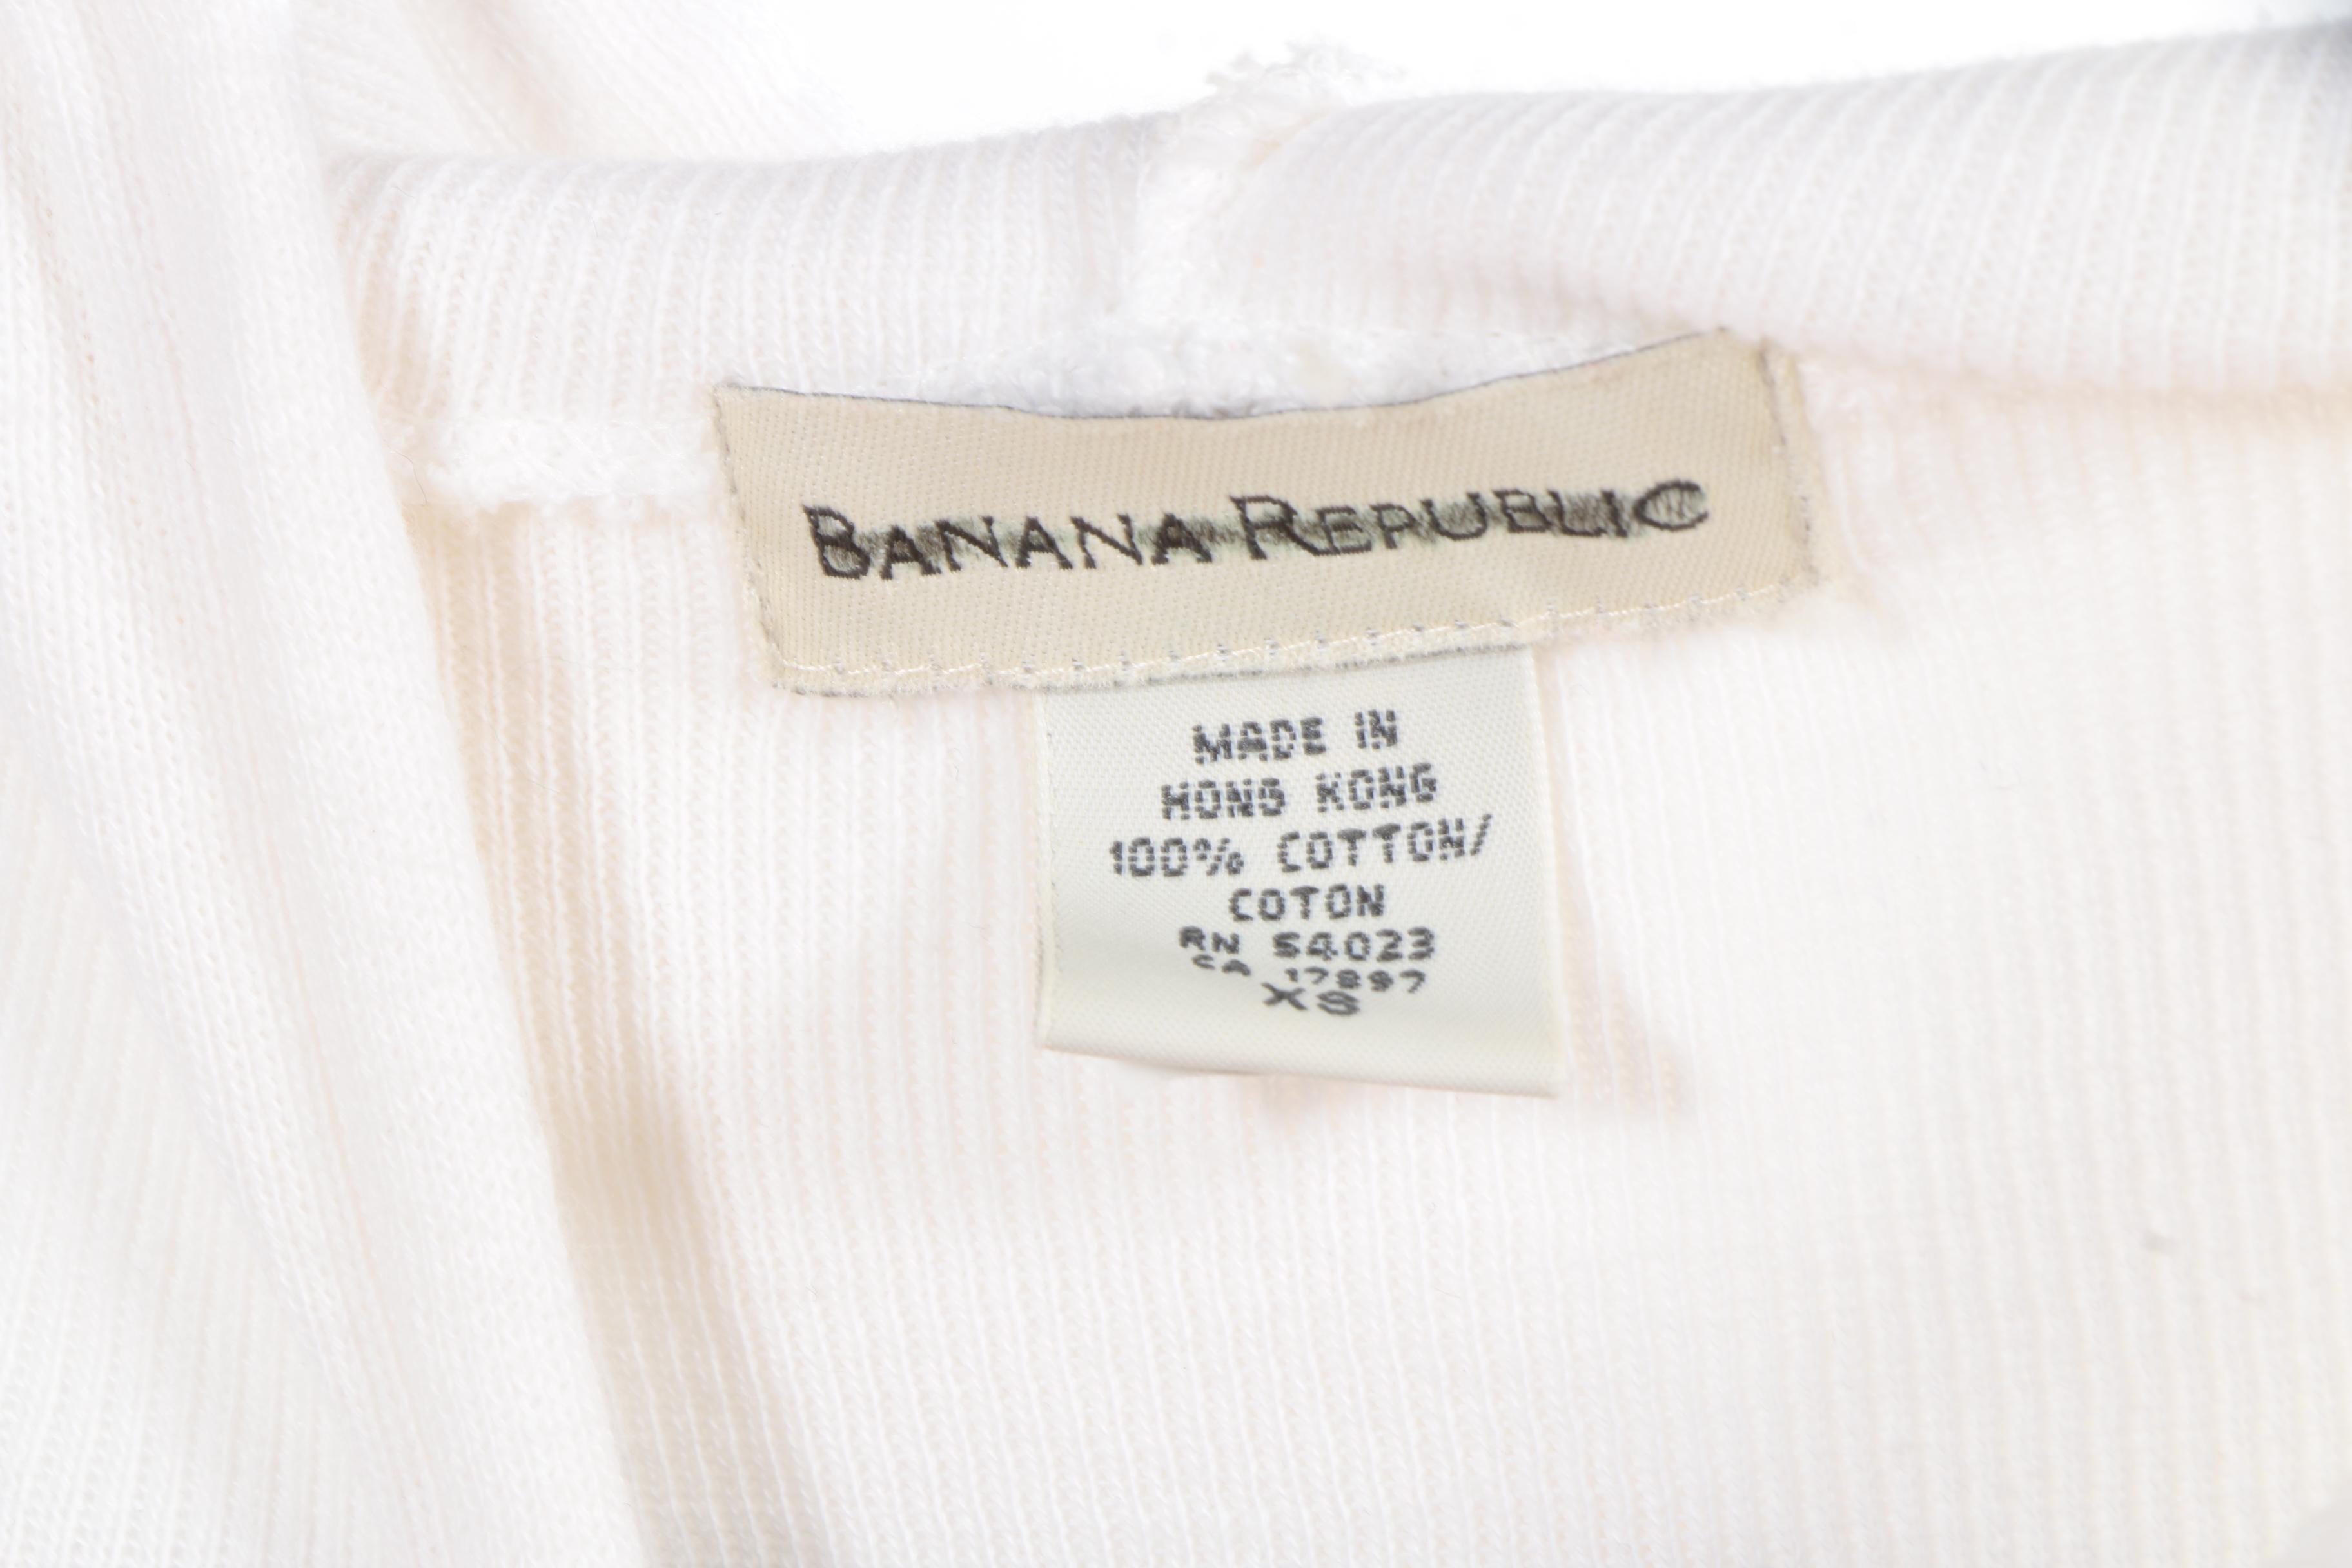 BANANA REPUBLIC
MADE IN
HONG KONG
100% COTTON/
COTON
RN 54023
CA 17897
XS